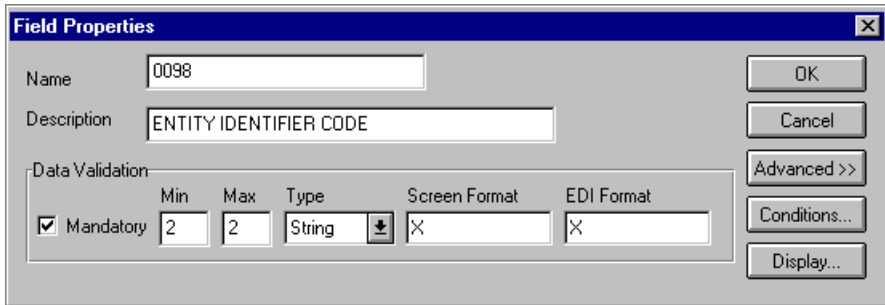 Field Properties
Name 0098 OK
Description ENTITY IDENTIFIER CODE Cancel
Data Validation Advanced >>
Min Max Type Screen Format EDI Format
Mandatory 2 2 String X X Conditions...
Display...